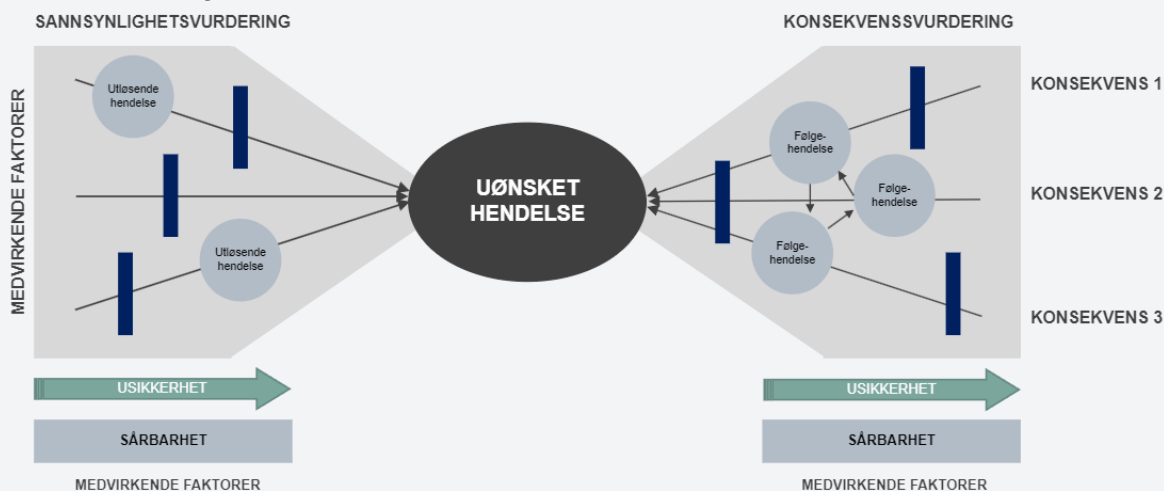 SANNSYNLIGHETSVURDERING
KONSEKVENSSVURDERING
MEDVIRKENDE FAKTORER
Utløsende
hendelse
Utløsende
hendelse
UØNSKET
HENDELSE
Følge-
hendelse
Følge-
hendelse
Følge-
hendelse
KONSEKVENS 1
KONSEKVENS 2
KONSEKVENS 3
USIKKERHET
SÅRBARHET
MEDVIRKENDE FAKTORER
USIKKERHET
SÅRBARHET
MEDVIRKENDE FAKTORER